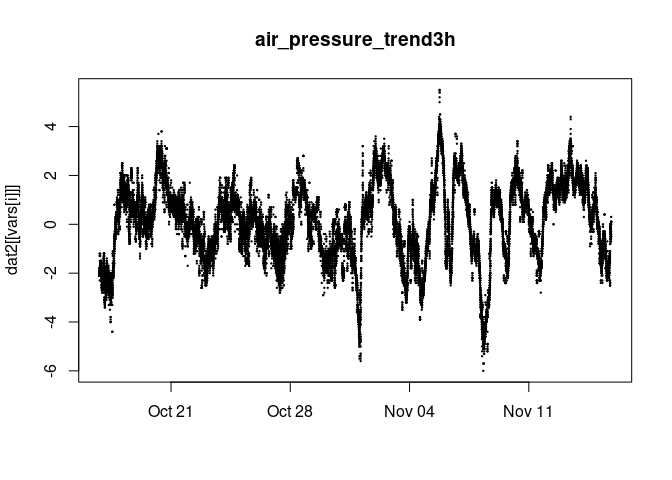 air_pressure_trend3h
dat2[[vars[i]]]
4
2
0
-2
-4
-6
Oct 21
Oct 28
Nov 04
Nov 11